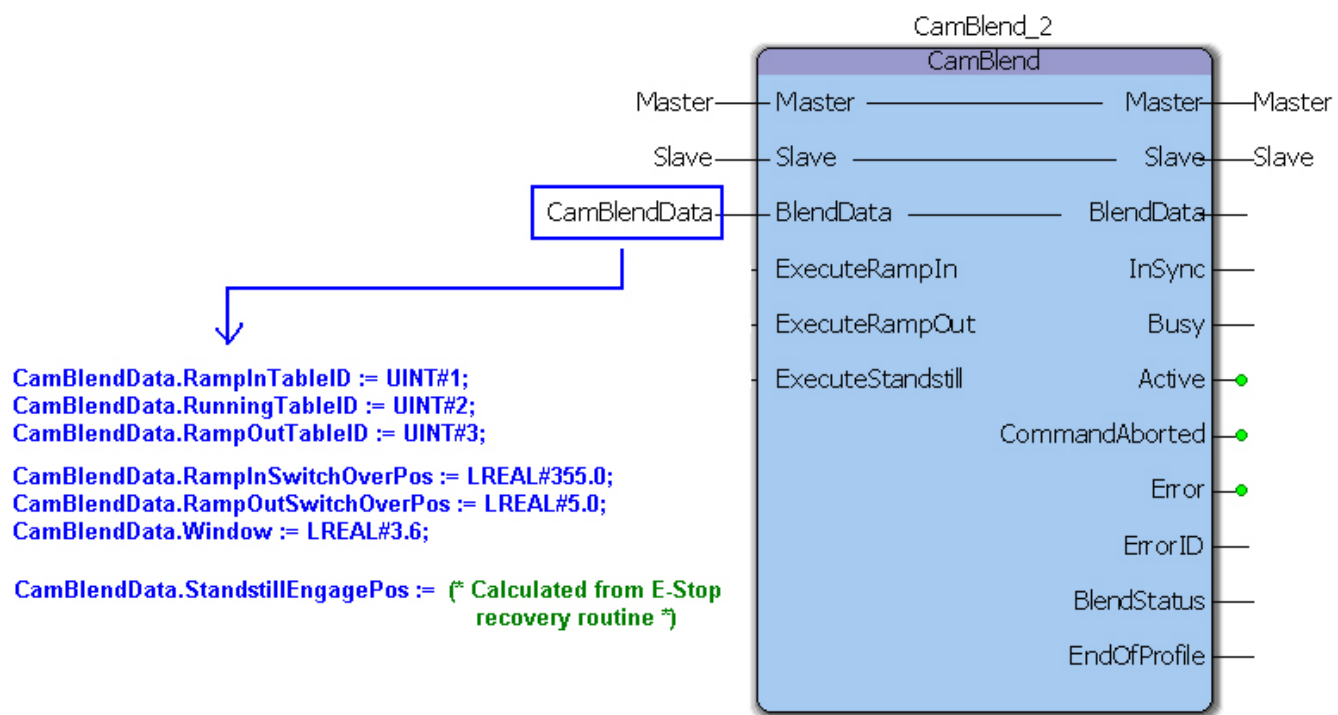 CamBlend_2
CamBlend
Master Master Master Master
Slave Slave Slave Slave
CamBlendData BlendData BlendData
ExecuteRampIn InSync
ExecuteRampOut Busy
ExecuteStandstill Active
CommandAborted
Error
ErrorID
BlendStatus
EndOfProfile
CamBlendData.RampInTableID := UINT#1;
CamBlendData.RunningTableID := UINT#2;
CamBlendData.RampOutTableID := UINT#3;
CamBlendData.RampInSwitchOverPos := LREAL#355.0;
CamBlendData.RampOutSwitchOverPos := LREAL#5.0;
CamBlendData.Window := LREAL#3.6;
CamBlendData.StandstillEngagePos := (* Calculated from E-Stop
recovery routine *)